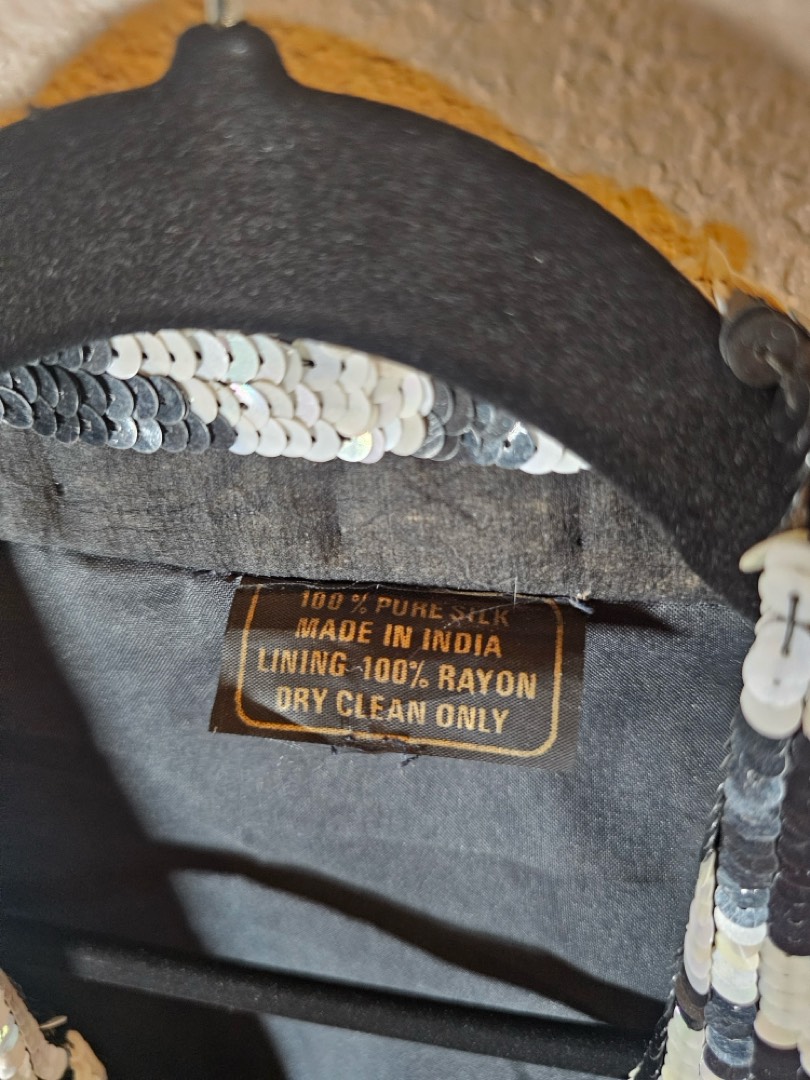 100% PURE SILK
MADE IN INDIA
LINING-100% RAYON
DRY CLEAN ONLY